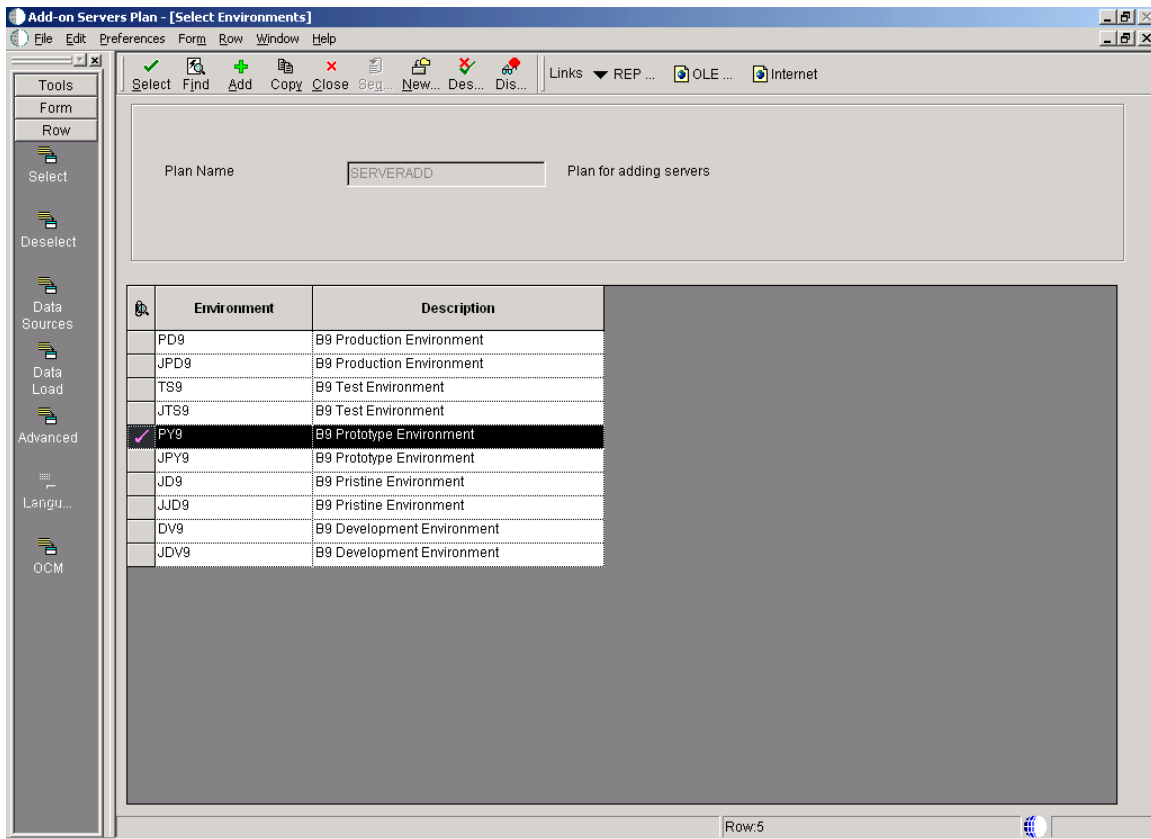 Add-on Servers Plan - [Select Environments]
File Edit Preferences Form Row Window Help
Select Find Add Copy Close Seq... New... Des... Dis... Links REP ... OLE ... Internet
Tools
Form
Row
Select
Deselect
Data
Sources
Data
Load
Advanced
Langu...
OCM
Plan Name SERVERADD Plan for adding servers
Environment Description
PD9 B9 Production Environment
JPD9 B9 Production Environment
TS9 B9 Test Environment
JTS9 B9 Test Environment
PY9 B9 Prototype Environment
JPY9 B9 Prototype Environment
JD9 B9 Pristine Environment
JJD9 B9 Pristine Environment
DV9 B9 Development Environment
JDV9 B9 Development Environment
Row:5